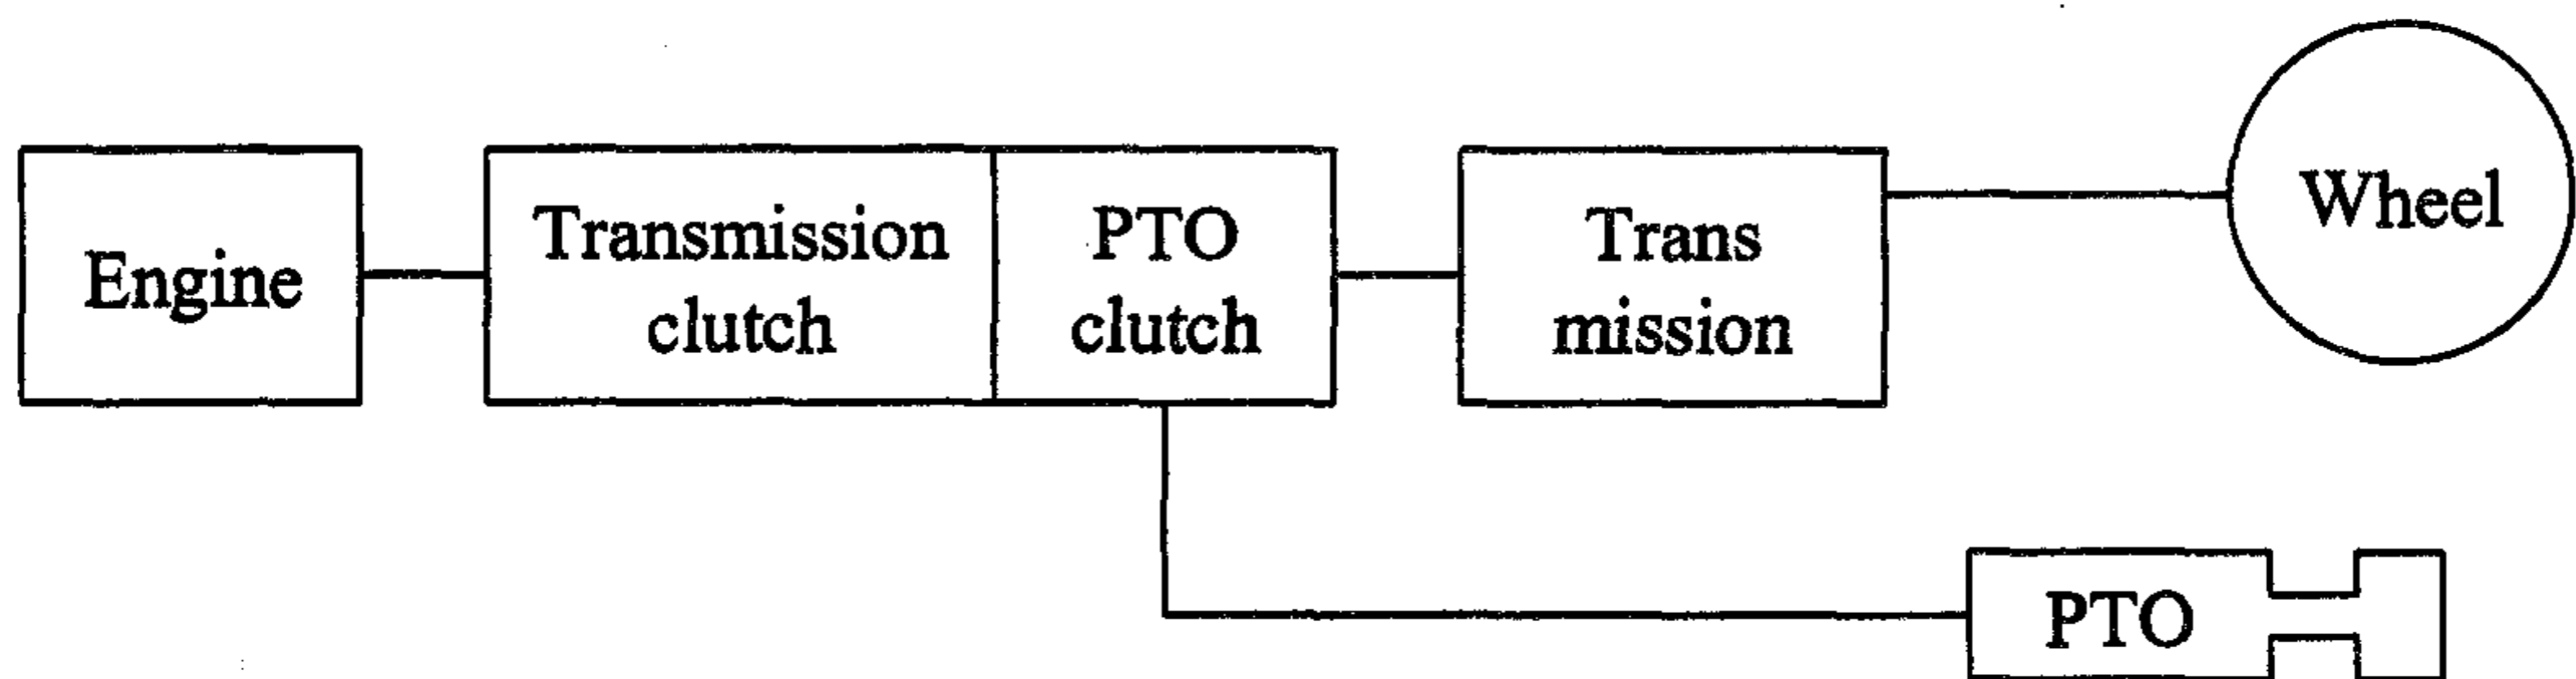 Engine
Transmission
clutch
PTO
clutch
Trans
mission
Wheel
PTO